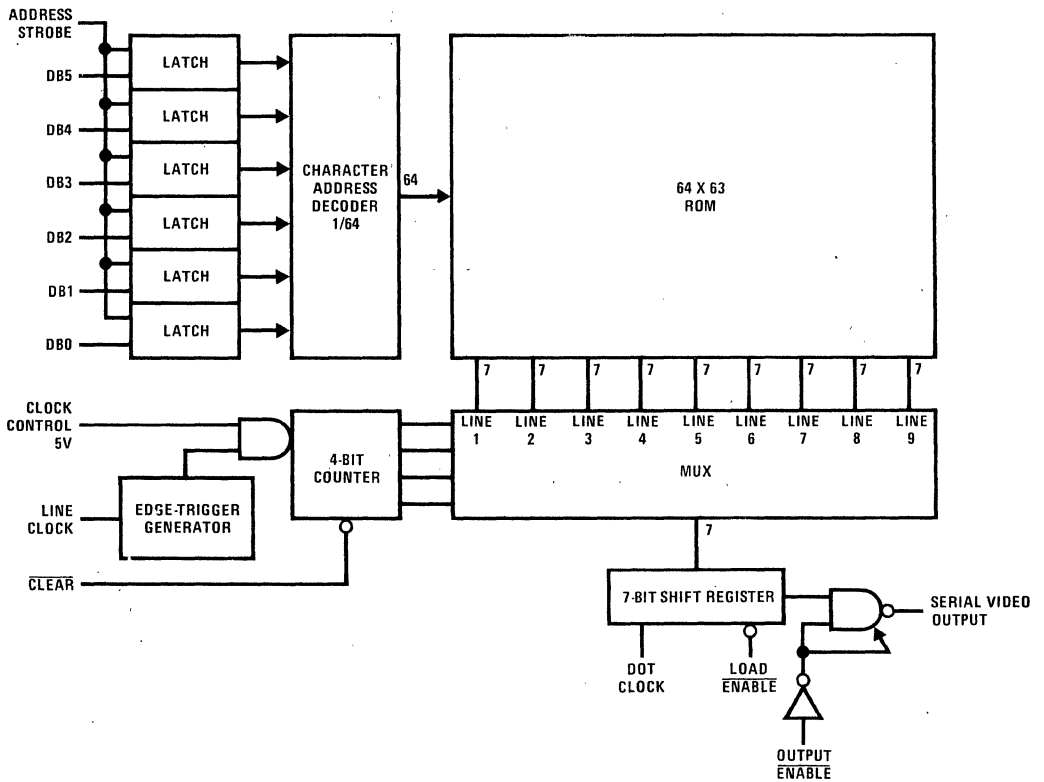 ADDRESS
STROBE
DB5
DB4
DB3
DB2
DB1
DB0
LATCH
LATCH
LATCH
LATCH
LATCH
LATCH
CHARACTER
ADDRESS
DECODER
1/64
64
64 X 63
ROM
7 7 7 7 7 7 7 7 7
CLOCK
CONTROL
5V
LINE
CLOCK
EDGE-TRIGGER
GENERATOR
CLEAR
4-BIT
COUNTER
LINE LINE LINE LINE LINE LINE LINE LINE LINE
1 2 3 4 5 6 7 8 9
MUX
7
7-BIT SHIFT REGISTER
DOT
CLOCK
LOAD
ENABLE
SERIAL VIDEO
OUTPUT
OUTPUT
ENABLE